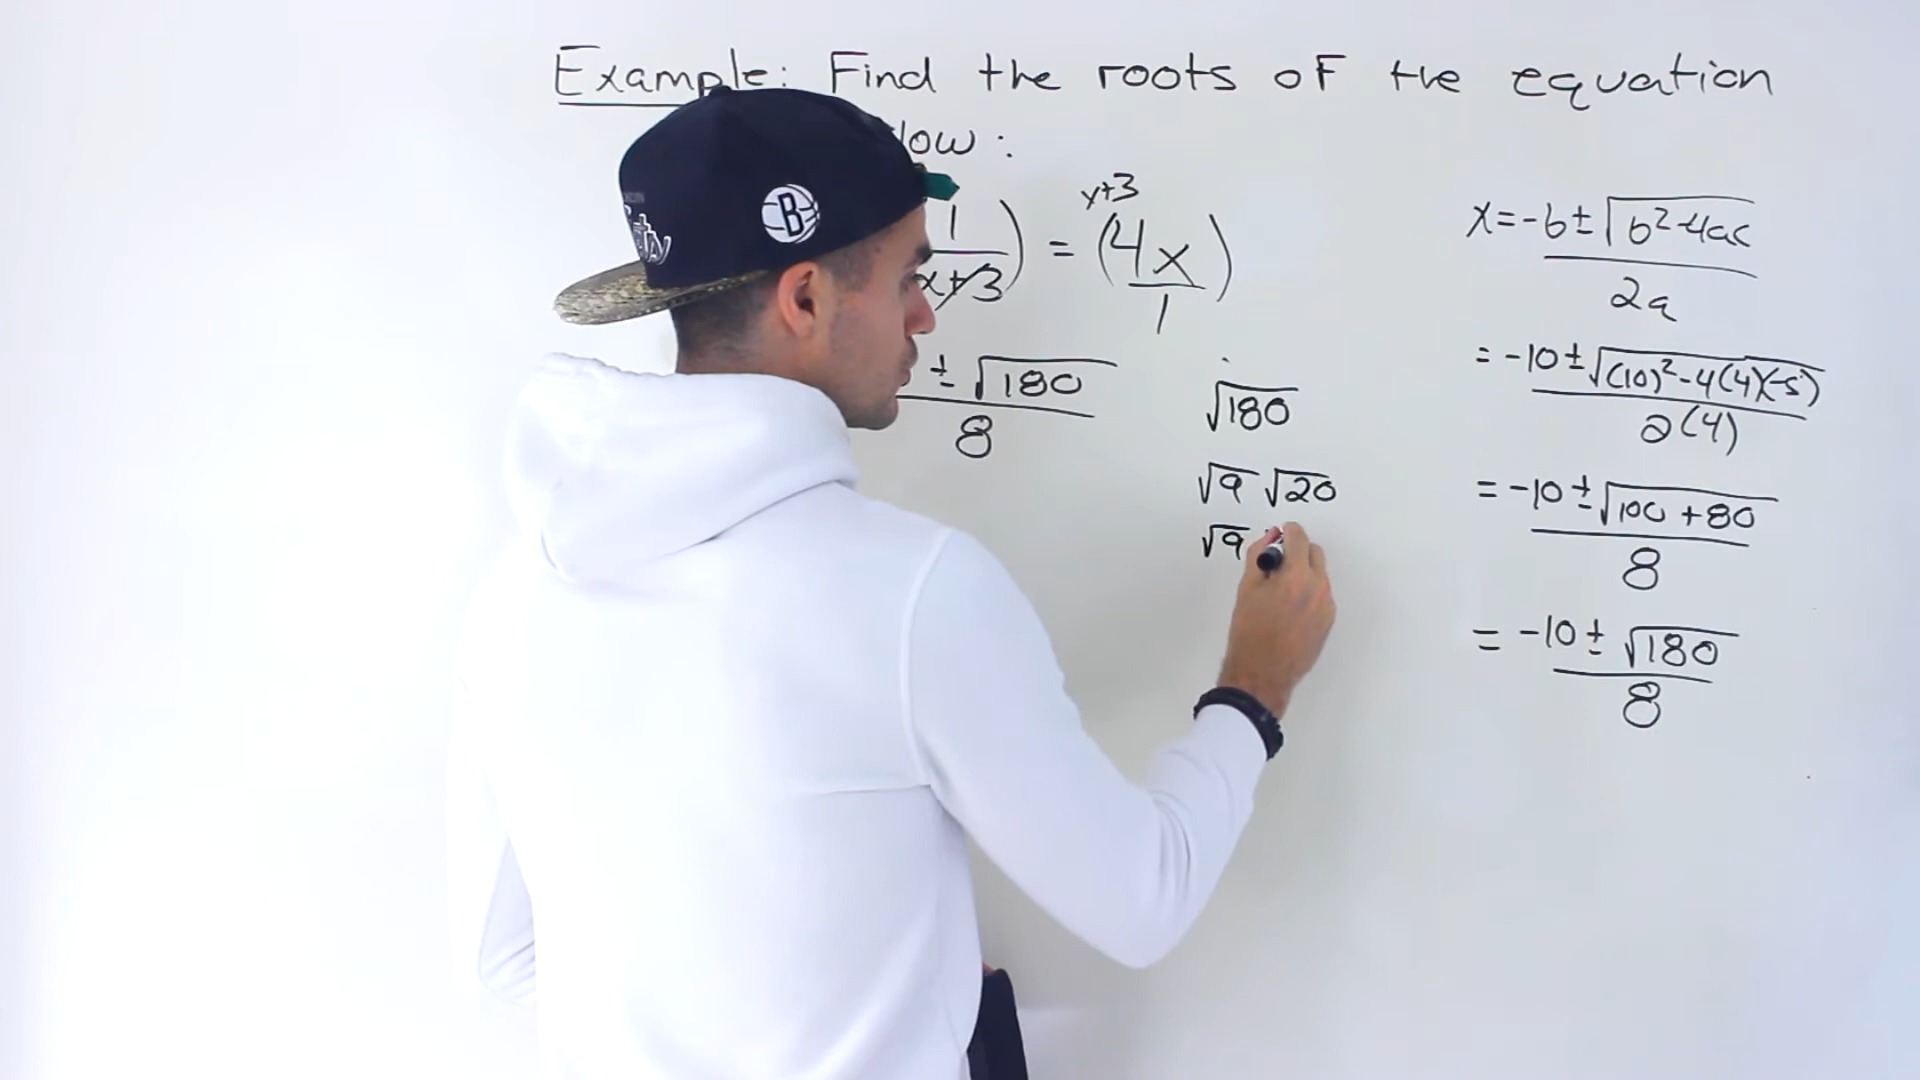 Example: Find the roots of the equation
low:
y+3
1/x+3) = (4x/1)
± √180 / 8
√180
√9 √20
√9
x = -b ± √b² - 4ac / 2a
= -10 ± √(10)² - 4(4)(-5) / 2(4)
= -10 ± √100 + 80 / 8
= -10 ± √180 / 8
B